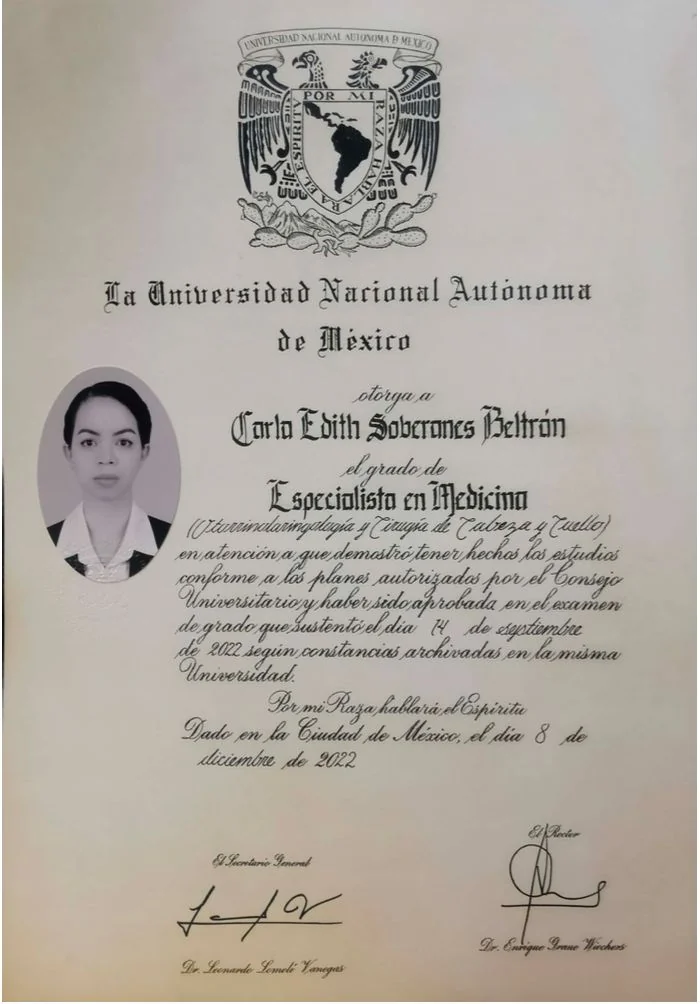 UNIVERSIDAD NACIONAL AUTONOMA D MEXICO
POR MI RAZA HABLARA EL ESPIRITU
La Universidad Nacional Autónoma
de México
otorga a
Carla Edith Soberanes Beltrán
el grado de
Especialista en Medicina
(Otorrinolaringología y Cirugía de Cabeza y Cuello)
en atención a que demostró tener hechos los estudios
conforme a los planes autorizados por el Consejo
Universitario y haber sido aprobada en el examen
de grado que sustentó el día 14 de septiembre
de 2022 según constancias archivadas en la misma
Universidad.
Por mi Raza hablará el Espíritu
Dado en la Ciudad de México, el día 8 de
diciembre de 2022
El Secretario General
El Rector
Dr. Leonardo Lomelí Vanegas
Dr. Enrique Graue Wiechers